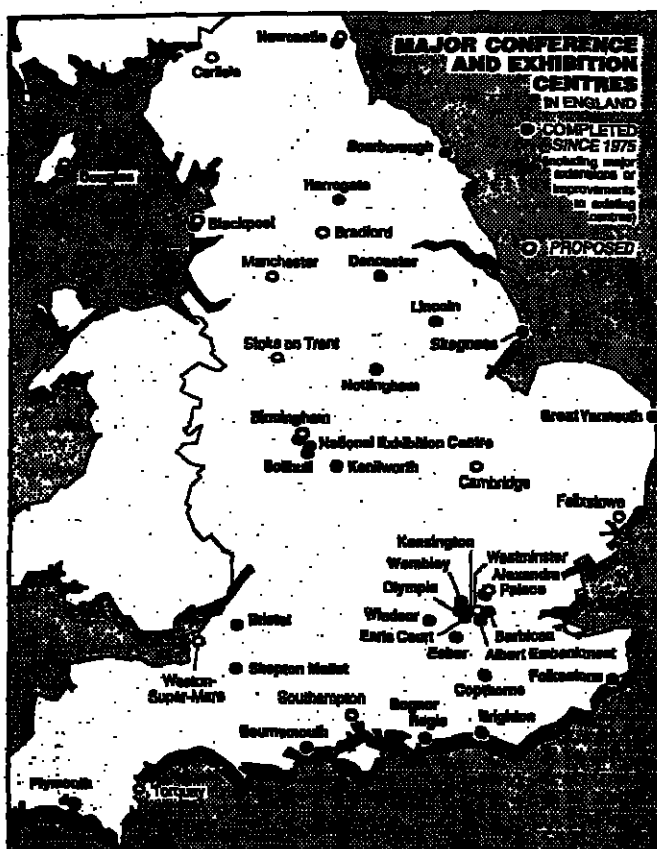 Newcastle
MAJOR CONFERENCE
AND EXHIBITION
CENTRES
IN ENGLAND
Carlisle
COMPLETED
SINCE 1975
(including major
extensions or
improvements
to existing
centres)
PROPOSED
Scarborough
Douglas
Harrogate
Blackpool
Bradford
Manchester
Doncaster
Lincoln
Skegness
Stoke on Trent
Nottingham
Birmingham
Great Yarmouth
National Exhibition Centre
Solihull
Kenilworth
Cambridge
Felixstowe
Kensington
Wembley
Westminster
Alexandra
Palace
Olympia
Windsor
Bristol
Earls Court
Barbican
Esher
Albert Embankment
Weston-
Super-Mare
Shepton Mallet
Copthorne
Folkestone
Southampton
Bognor
Regis
Brighton
Bournemouth
Plymouth
Torquay